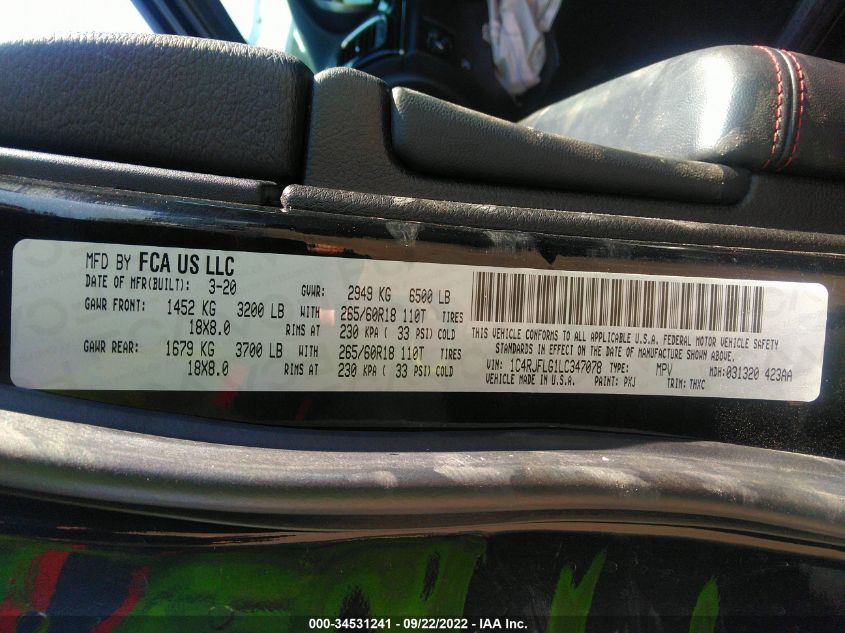 MFD BY FCA US LLC
DATE OF MFR(BUILT): 3-20 GVWR: 2949 KG 6500 LB
GAWR FRONT: 1452 KG 3200 LB WITH 265/60R18 110T TIRES
18X8.0 RIMS AT 230 KPA ( 33 PSI) COLD
GAWR REAR: 1679 KG 3700 LB WITH 265/60R18 110T TIRES
18X8.0 RIMS AT 230 KPA ( 33 PSI) COLD
THIS VEHICLE CONFORMS TO ALL APPLICABLE U.S.A. FEDERAL MOTOR VEHICLE SAFETY
STANDARDS IN EFFECT ON THE DATE OF MANUFACTURE SHOWN ABOVE.
VIN: 1C4RJFLG1LC347078 TYPE: MPV MDH: 031320 423AA
VEHICLE MADE IN U.S.A. PAINT: PXJ TRIM: THXC
000-34531241 - 09/22/2022 - IAA Inc.